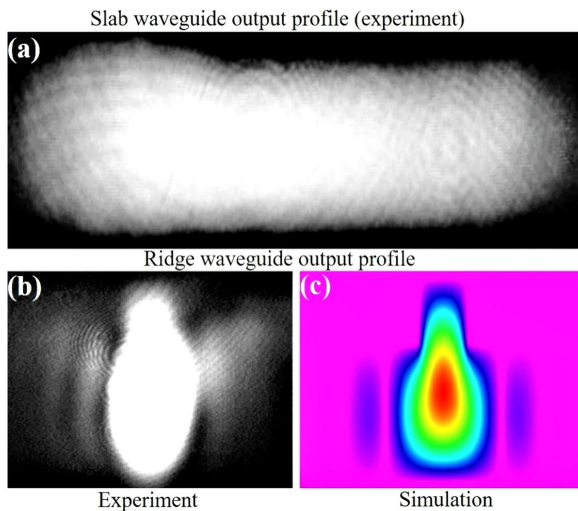 Slab waveguide output profile (experiment)
(a)
Ridge waveguide output profile
(b)
(c)
Experiment
Simulation